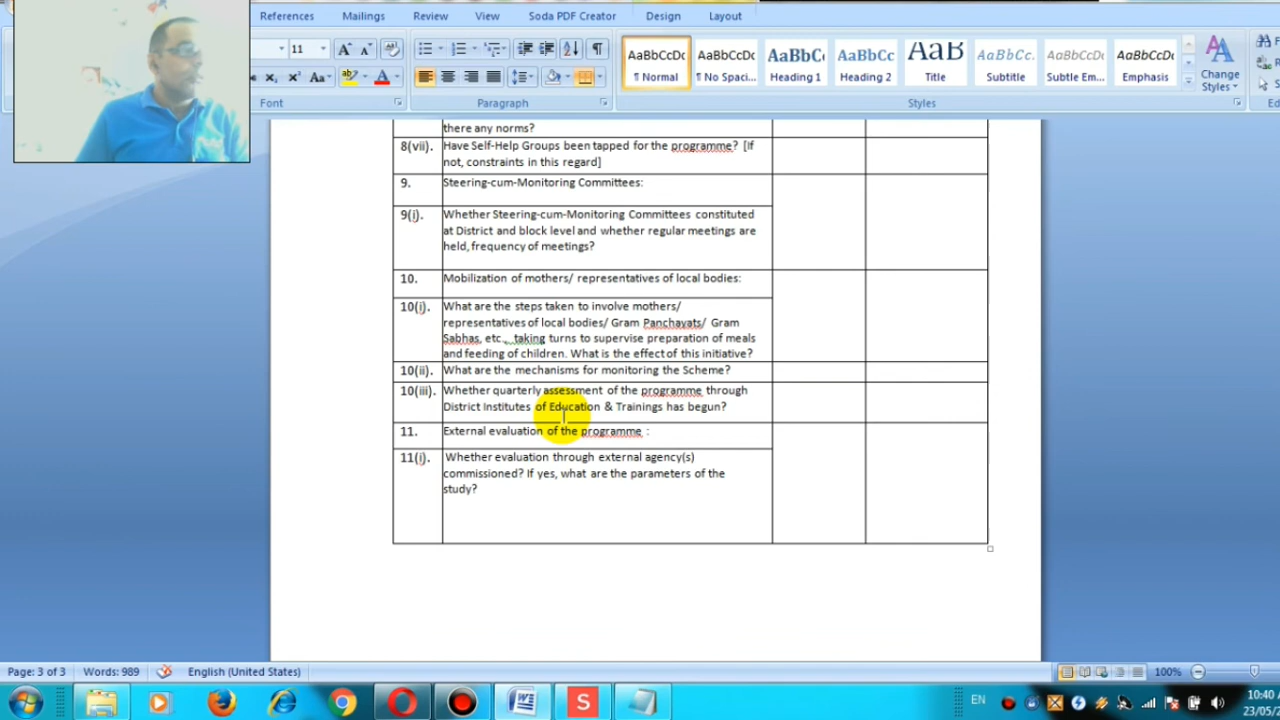 References Mailings Review View Soda PDF Creator Design Layout
11
AaBbCcDc AaBbCcDc AaBbC AaBbCc AaB AaBbCc. AaBbCcDc AaBbCcDc
¶ Normal ¶ No Spaci... Heading 1 Heading 2 Title Subtitle Subtle Em... Emphasis
Change
Styles
Font Paragraph Styles
there any norms?
8(vii). Have Self-Help Groups been tapped for the programme? [If
not, constraints in this regard]
9. Steering-cum-Monitoring Committees:
9(i). Whether Steering-cum-Monitoring Committees constituted
at District and block level and whether regular meetings are
held, frequency of meetings?
10. Mobilization of mothers/ representatives of local bodies:
10(i). What are the steps taken to involve mothers/
representatives of local bodies/ Gram Panchayats/ Gram
Sabhas, etc., taking turns to supervise preparation of meals
and feeding of children. What is the effect of this initiative?
10(ii). What are the mechanisms for monitoring the Scheme?
10(iii). Whether quarterly assessment of the programme through
District Institutes of Education & Trainings has begun?
11. External evaluation of the programme :
11(i). Whether evaluation through external agency(s)
commissioned? If yes, what are the parameters of the
study?
Page: 3 of 3 Words: 989 English (United States) 100%
EN 10:40
23/05